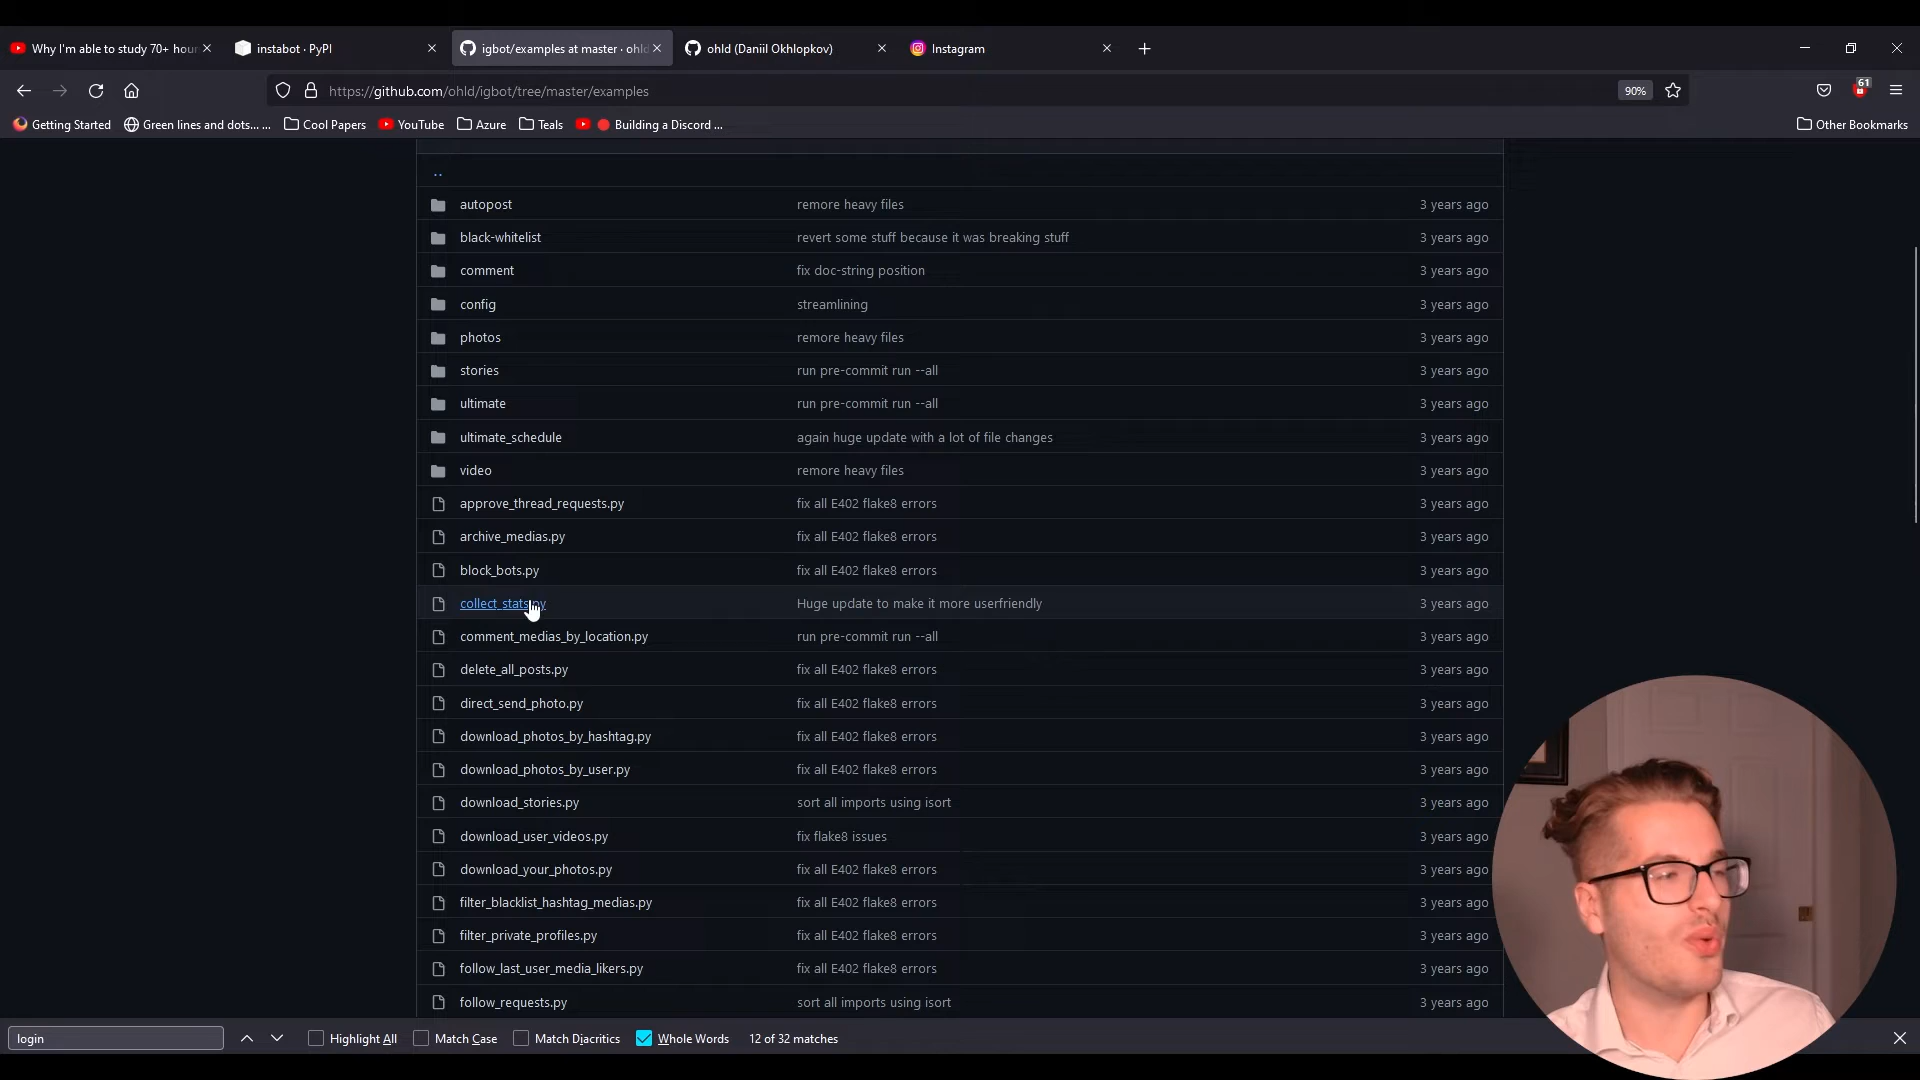 Why I'm able to study 70+ hour
instabot · PyPI
igbot/examples at master · ohld
ohld (Daniil Okhlopkov)
Instagram
https://github.com/ohld/igbot/tree/master/examples
90%
61
Getting Started
Green lines and dots... ...
Cool Papers
YouTube
Azure
Teals
Building a Discord ...
Other Bookmarks
..
autopost remore heavy files 3 years ago
black-whitelist revert some stuff because it was breaking stuff 3 years ago
comment fix doc-string position 3 years ago
config streamlining 3 years ago
photos remore heavy files 3 years ago
stories run pre-commit run --all 3 years ago
ultimate run pre-commit run --all 3 years ago
ultimate_schedule again huge update with a lot of file changes 3 years ago
video remore heavy files 3 years ago
approve_thread_requests.py fix all E402 flake8 errors 3 years ago
archive_medias.py fix all E402 flake8 errors 3 years ago
block_bots.py fix all E402 flake8 errors 3 years ago
collect_stats.py Huge update to make it more userfriendly 3 years ago
comment_medias_by_location.py run pre-commit run --all 3 years ago
delete_all_posts.py fix all E402 flake8 errors 3 years ago
direct_send_photo.py fix all E402 flake8 errors 3 years ago
download_photos_by_hashtag.py fix all E402 flake8 errors 3 years ago
download_photos_by_user.py fix all E402 flake8 errors 3 years ago
download_stories.py sort all imports using isort 3 years ago
download_user_videos.py fix flake8 issues
download_your_photos.py fix all E402 flake8 errors
filter_blacklist_hashtag_medias.py fix all E402 flake8 errors
filter_private_profiles.py fix all E402 flake8 errors
follow_last_user_media_likers.py fix all E402 flake8 errors 3 years ago
follow_requests.py sort all imports using isort 3 years ago
login
Highlight All
Match Case
Match Diacritics
Whole Words
12 of 32 matches